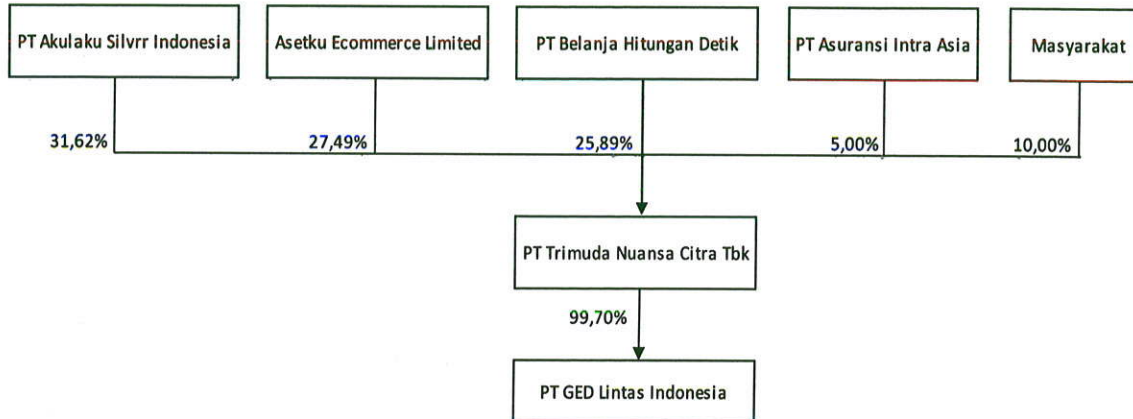 PT Akulaku Silvrr Indonesia
Asetku Ecommerce Limited
PT Belanja Hitungan Detik
PT Asuransi Intra Asia
Masyarakat
31,62%
27,49%
25,89%
5,00%
10,00%
PT Trimuda Nuansa Citra Tbk
99,70%
PT GED Lintas Indonesia